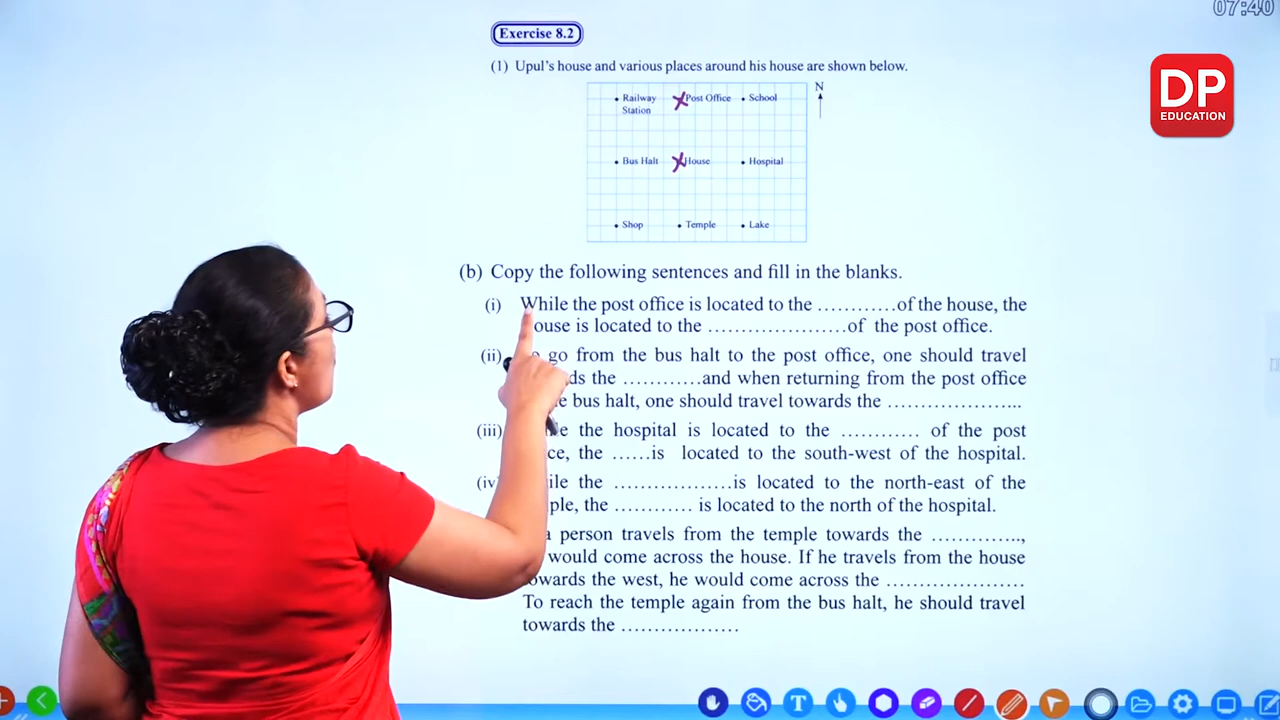 07:40
Exercise 8.2
DP
EDUCATION
(1) Upul's house and various places around his house are shown below.
N
Railway Station
Post Office
School
Bus Halt
House
Hospital
Shop
Temple
Lake
(b) Copy the following sentences and fill in the blanks.
(i) While the post office is located to the ............of the house, the
ouse is located to the ......................of the post office.
(ii) go from the bus halt to the post office, one should travel
ds the ............and when returning from the post office
bus halt, one should travel towards the ......................
(iii) the hospital is located to the ............ of the post
ce, the ......is located to the south-west of the hospital.
(iv ile the ...................is located to the north-east of the
ple, the ............ is located to the north of the hospital.
a person travels from the temple towards the ..............,
would come across the house. If he travels from the house
owards the west, he would come across the ......................
To reach the temple again from the bus halt, he should travel
towards the ...................
T